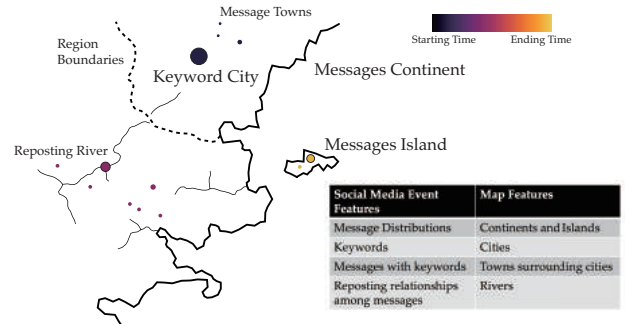 Message Towns
Starting Time
Ending Time
Region
Boundaries
Keyword City
Messages Continent
Reposting River
Messages Island
Social Media Event
Features
Map Features
Message Distributions
Continents and Islands
Keywords
Cities
Messages with keywords
Towns surrounding cities
Reposting relationships
among messages
Rivers